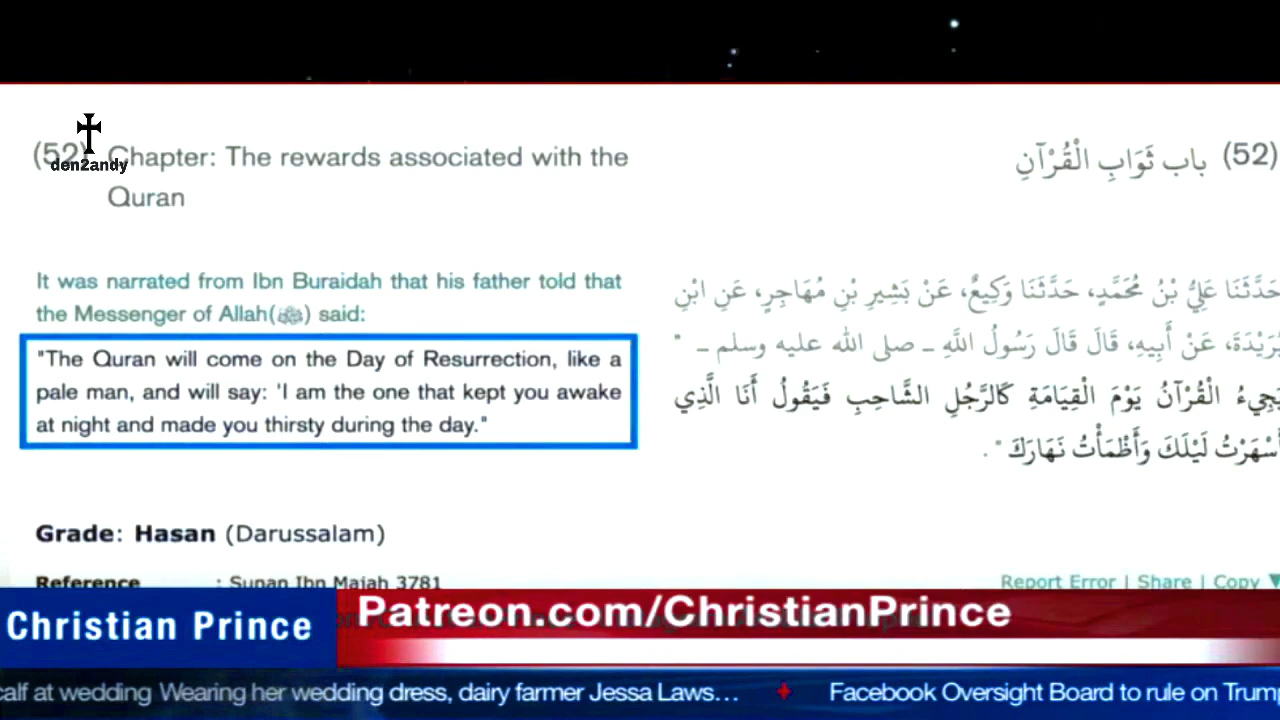 den2andy
(52) Chapter: The rewards associated with the
Quran
(52) باب ثَوَابِ الْقُرْآنِ
It was narrated from Ibn Buraidah that his father told that
the Messenger of Allah(ﷺ) said:
"The Quran will come on the Day of Resurrection, like a
pale man, and will say: 'I am the one that kept you awake
at night and made you thirsty during the day."
حَدَّثَنَا عَلِيُّ بْنُ مُحَمَّدٍ، حَدَّثَنَا وَكِيعٌ، عَنْ بَشِيرِ بْنِ مُهَاجِرٍ، عَنِ ابْنِ
بُرَيْدَةَ، عَنْ أَبِيهِ، قَالَ قَالَ رَسُولُ اللَّهِ ـ صلى الله عليه وسلم ـ "
يَجِيءُ الْقُرْآنُ يَوْمَ الْقِيَامَةِ كَالرَّجُلِ الشَّاحِبِ فَيَقُولُ أَنَا الَّذِي
أَسْهَرْتُ لَيْلَكَ وَأَظْمَأْتُ نَهَارَكَ " .
Grade: Hasan (Darussalam)
Reference : Sunan Ibn Majah 3781
Report Error | Share | Copy ▼
Christian Prince
Patreon.com/ChristianPrince
calf at wedding Wearing her wedding dress, dairy farmer Jessa Laws… Facebook Oversight Board to rule on Trump